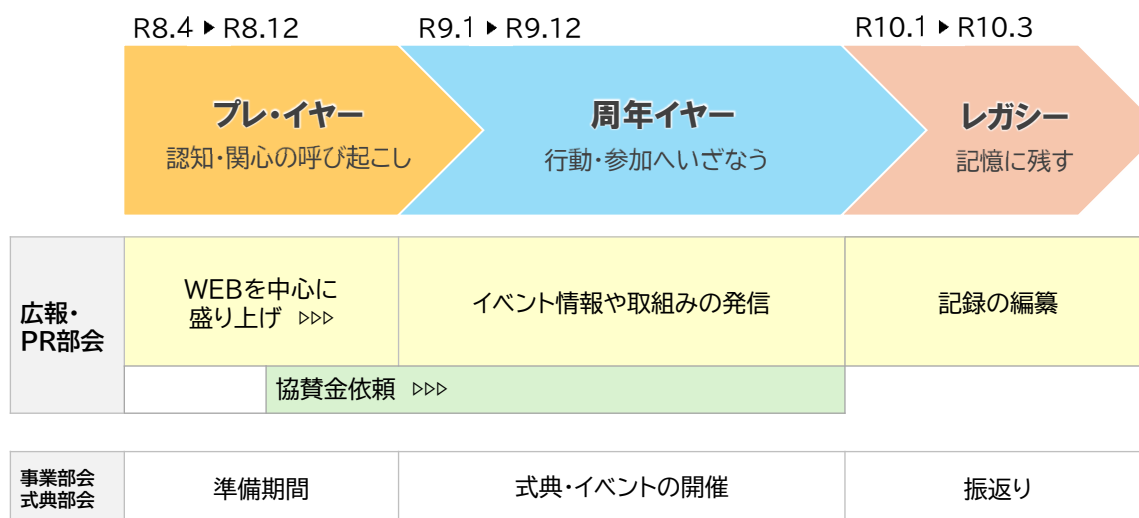 R8.4 ▶ R8.12
R9.1 ▶ R9.12
R10.1 ▶ R10.3
プレ・イヤー
認知・関心の呼び起こし
周年イヤー
行動・参加へいざなう
レガシー
記憶に残す
広報・
PR部会
WEBを中心に
盛り上げ ▷▷▷
イベント情報や取組みの発信
記録の編纂
協賛金依頼 ▷▷▷
事業部会
式典部会
準備期間
式典・イベントの開催
振返り